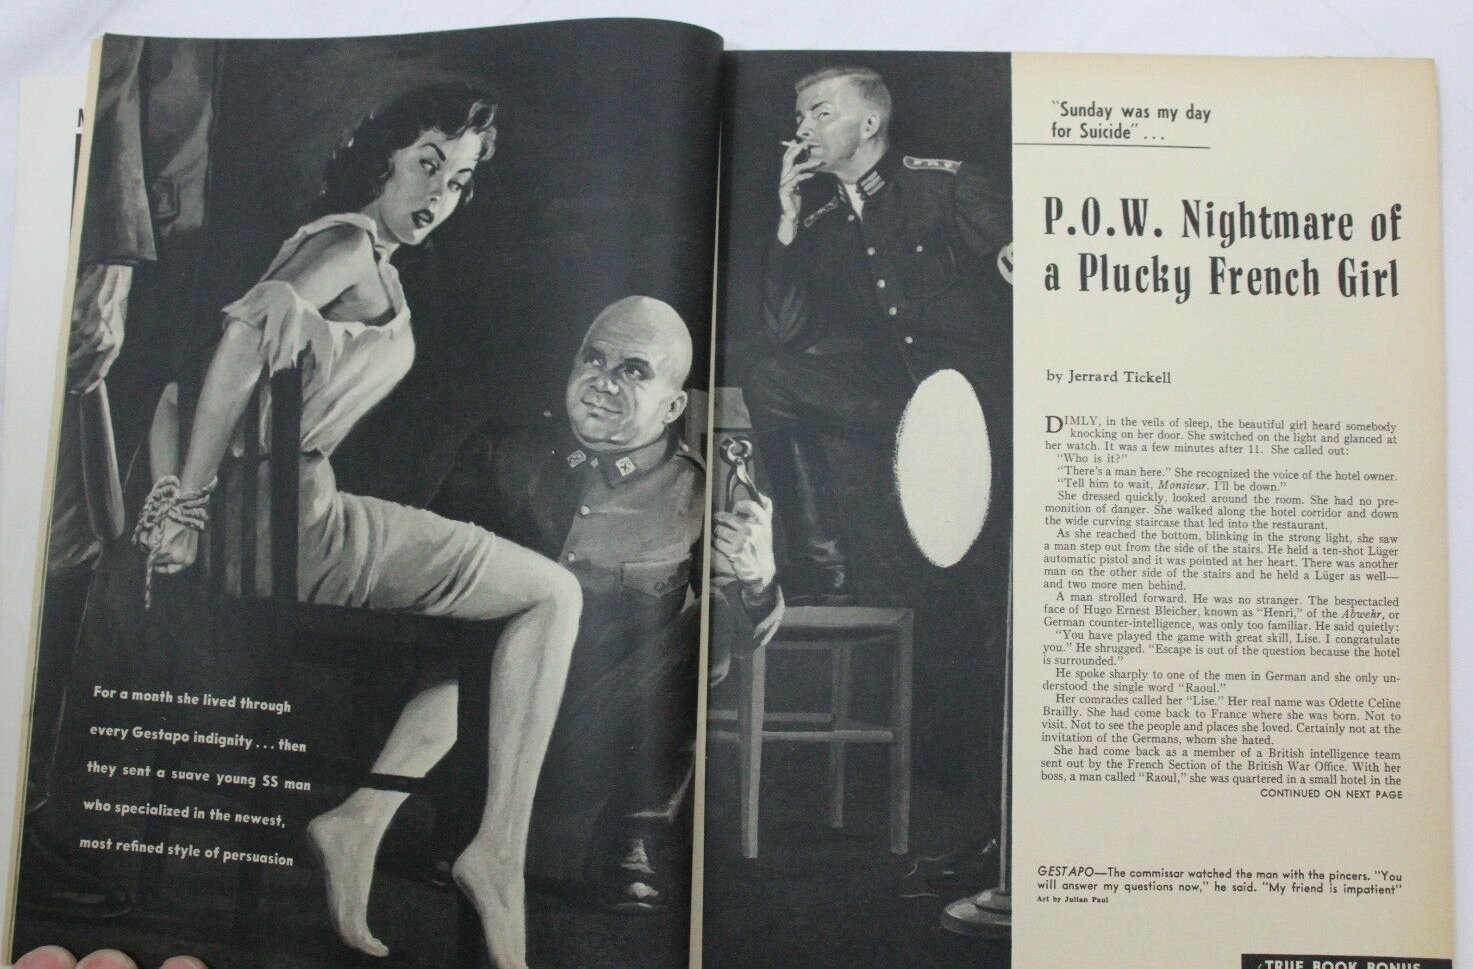 For a month she lived through
every Gestapo indignity . . . then
they sent a suave young SS man
who specialized in the newest,
most refined style of persuasion
"Sunday was my day
for Suicide" . . .
P.O.W. Nightmare of
a Plucky French Girl
by Jerrard Tickell
DIMLY, in the veils of sleep, the beautiful girl heard somebody
knocking on her door. She switched on the light and glanced at
her watch. It was a few minutes after 11. She called out:
"Who is it?"
"There's a man here." She recognized the voice of the hotel owner.
"Tell him to wait, Monsieur. I'll be down."
She dressed quickly, looked around the room. She had no pre-
monition of danger. She walked along the hotel corridor and down
the wide curving staircase that led into the restaurant.
As she reached the bottom, blinking in the strong light, she saw
a man step out from the side of the stairs. He held a ten-shot Lüger
automatic pistol and it was pointed at her heart. There was another
man on the other side of the stairs and he held a Lüger as well—
and two more men behind.
A man strolled forward. He was no stranger. The bespectacled
face of Hugo Ernest Bleicher, known as "Henri," of the Abwehr, or
German counter-intelligence, was only too familiar. He said quietly:
"You have played the game with great skill, Lise. I congratulate
you." He shrugged. "Escape is out of the question because the hotel
is surrounded."
He spoke sharply to one of the men in German and she only un-
derstood the single word "Raoul."
Her comrades called her "Lise." Her real name was Odette Celine
Brailly. She had come back to France where she was born. Not to
visit. Not to see the people and places she loved. Certainly not at the
invitation of the Germans, whom she hated.
She had come back as a member of a British intelligence team
sent out by the French Section of the British War Office. With her
boss, a man called "Raoul," she was quartered in a small hotel in the
CONTINUED ON NEXT PAGE
GESTAPO—The commissar watched the man with the pincers. "You
will answer my questions now," he said. "My friend is impatient"
Art by Julian Paul
TRUE BOOK BONUS